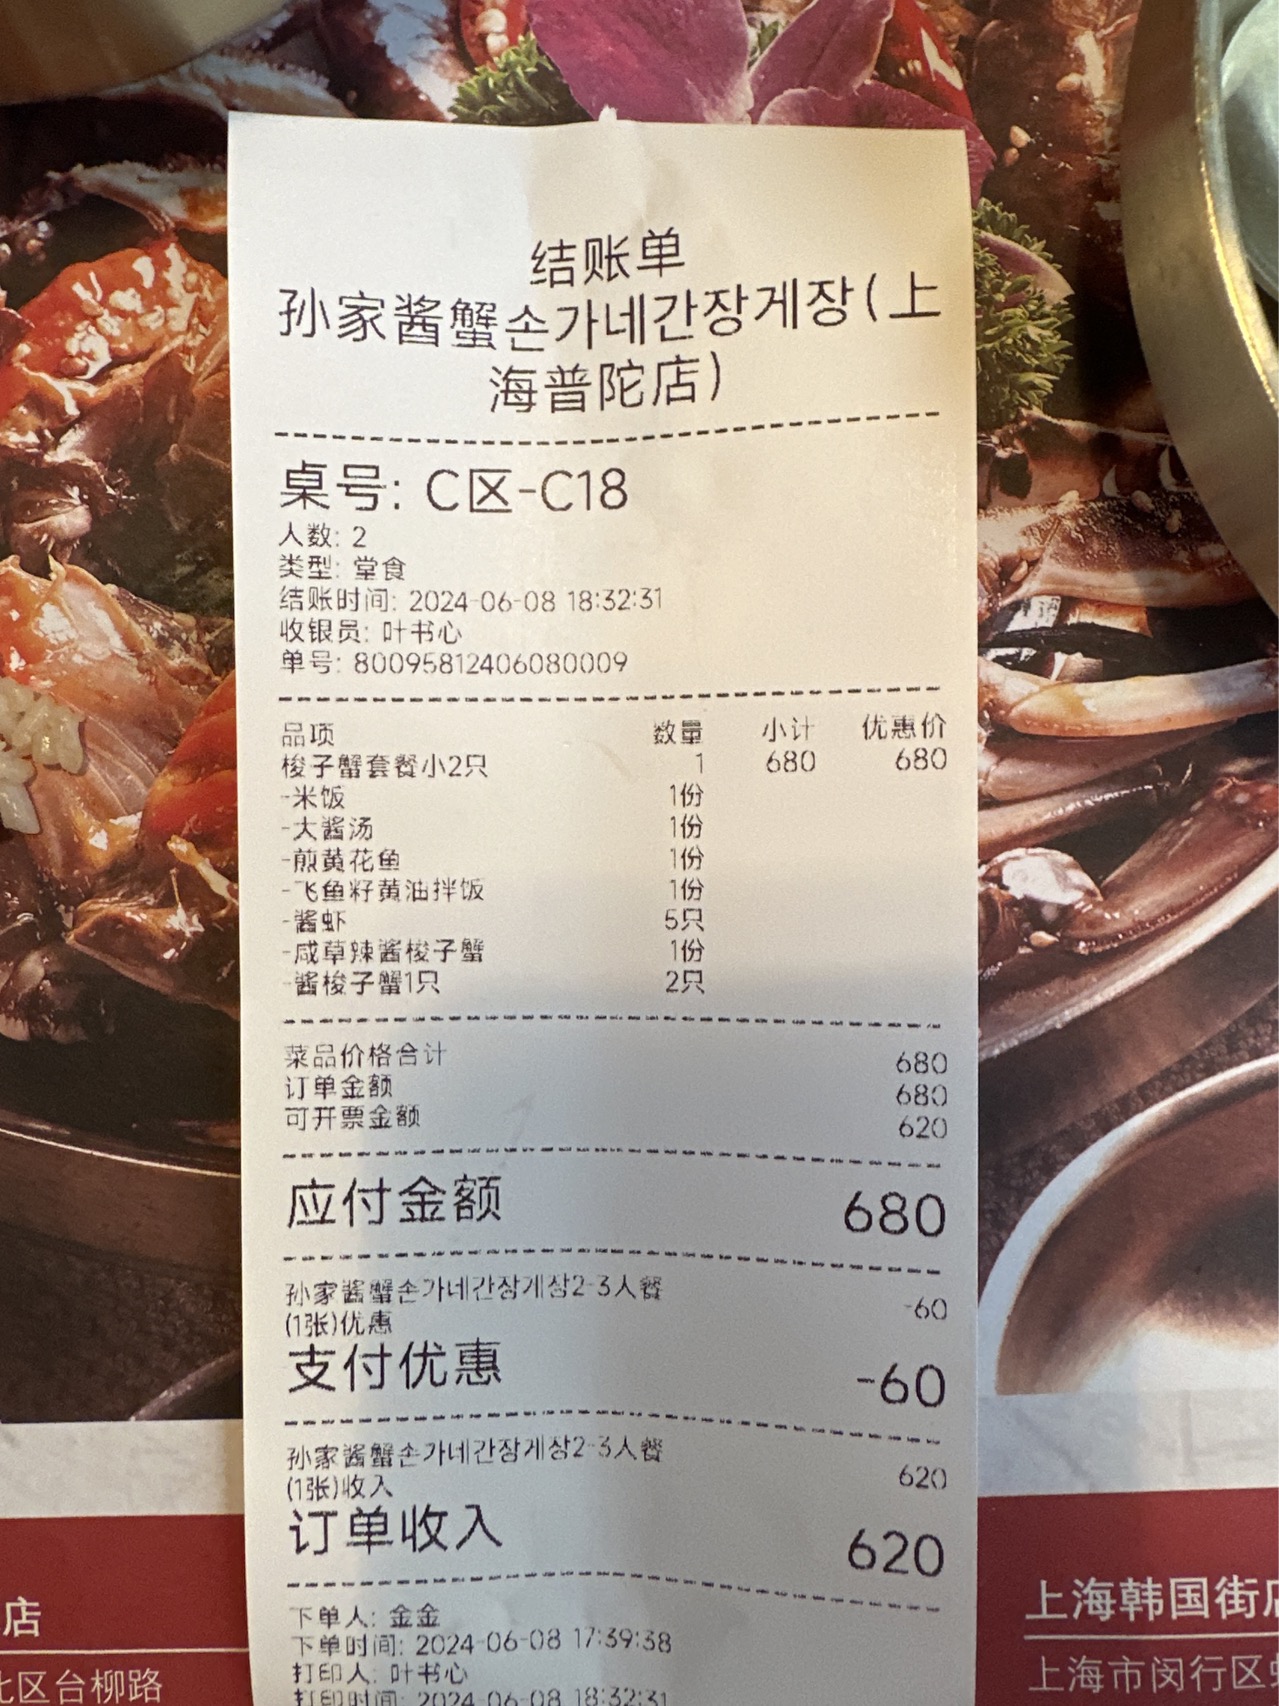 结账单
孙家酱蟹손가네간장게장(上
海普陀店)
桌号: C区-C18
人数: 2
类型: 堂食
结账时间: 2024-06-08 18:32:31
收银员: 叶书心
单号: 80095812406080009
品项 数量 小计 优惠价
梭子蟹套餐小2只 1 680 680
-米饭 1份
-大酱汤 1份
-煎黄花鱼 1份
-飞鱼籽黄油拌饭 1份
-酱虾 5只
-咸草辣酱梭子蟹 1份
-酱梭子蟹1只 2只
菜品价格合计 680
订单金额 680
可开票金额 620
应付金额 680
孙家酱蟹손가네간장게장2-3人餐
(1张)优惠 -60
支付优惠 -60
孙家酱蟹손가네간장게장2-3人餐
(1张)收入 620
订单收入 620
下单人: 金金
下单时间: 2024-06-08 17:39:38
打印人: 叶书心
打印时间: 2024-06-08 18:32:31
店
北区台柳路
上海韩国街店
上海市闵行区